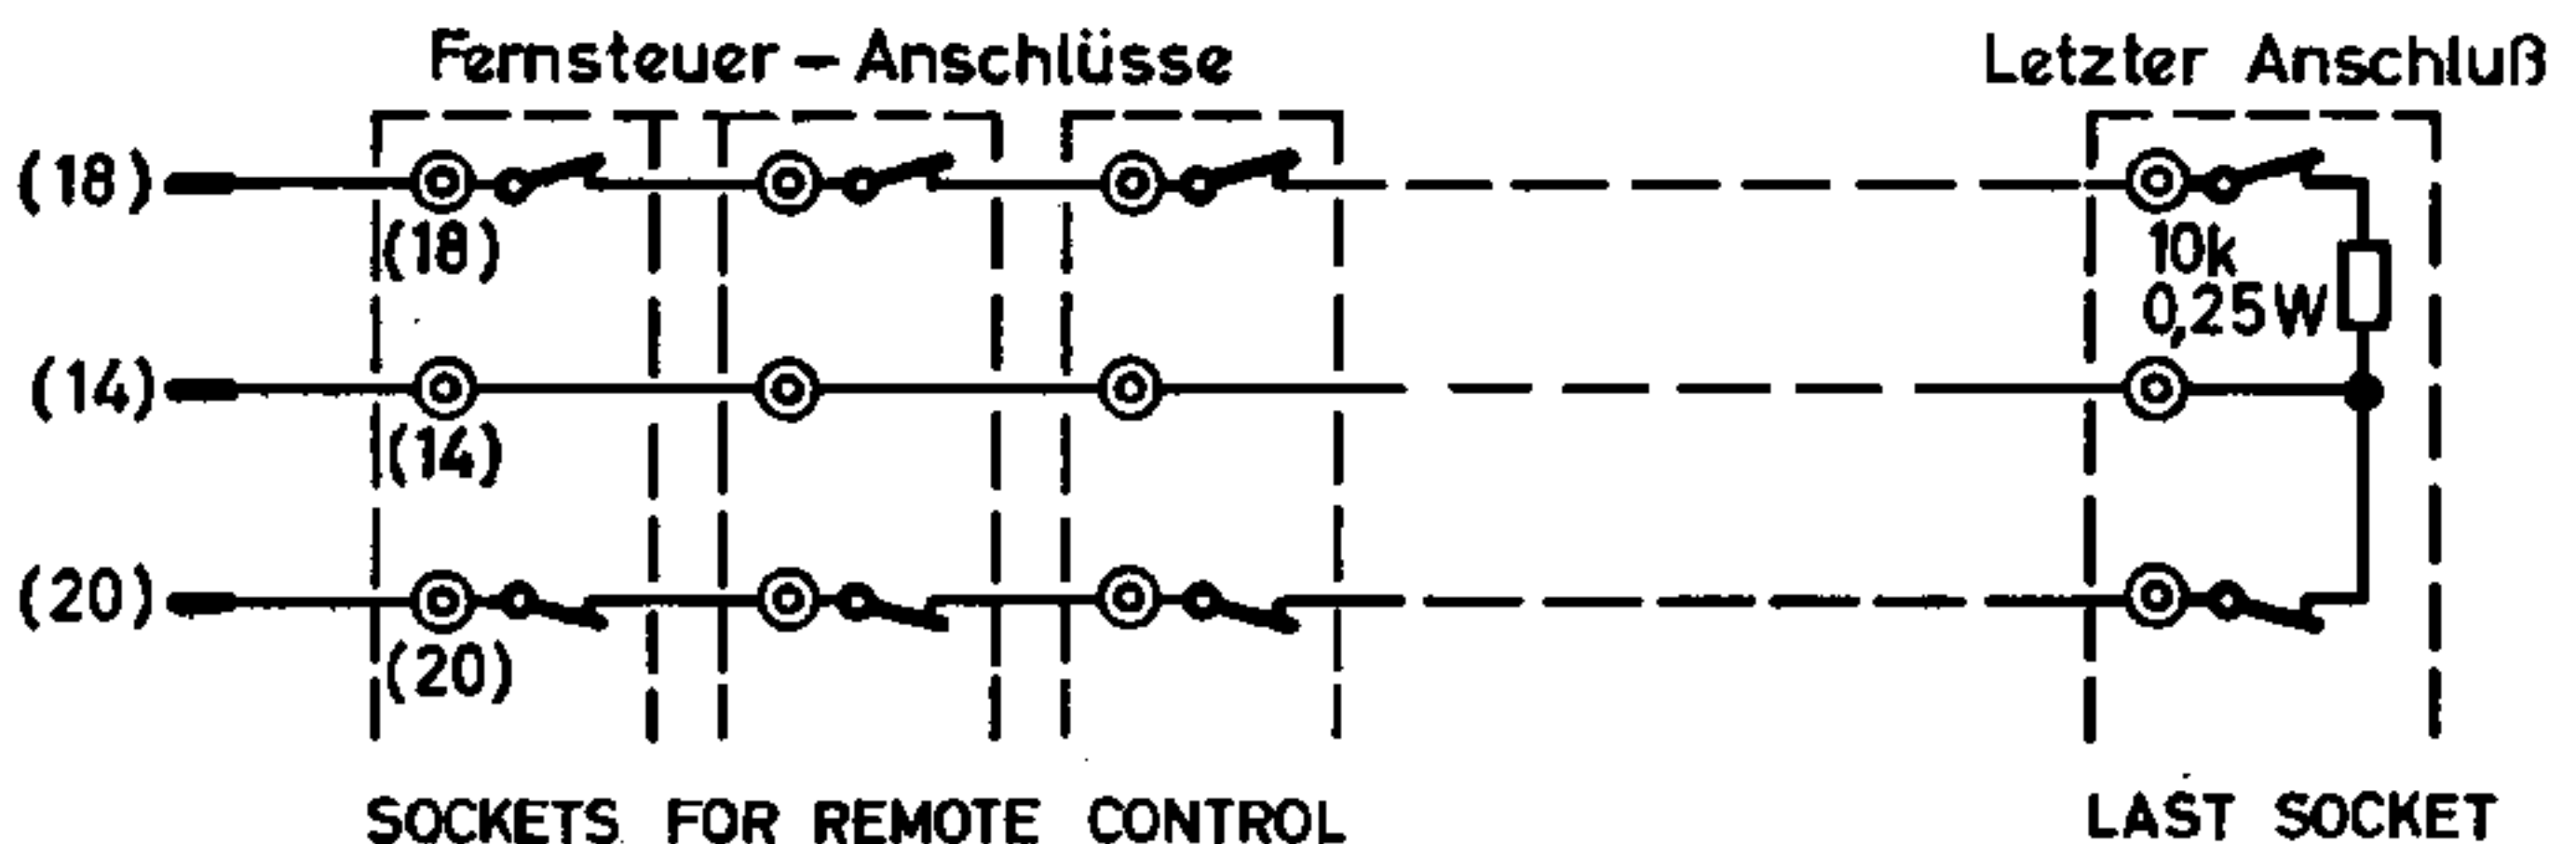 Fernsteuer – Anschlüsse
Letzter Anschluß
(18)
(18)
10k
0,25W
(14)
(14)
(20)
(20)
SOCKETS FOR REMOTE CONTROL
LAST SOCKET